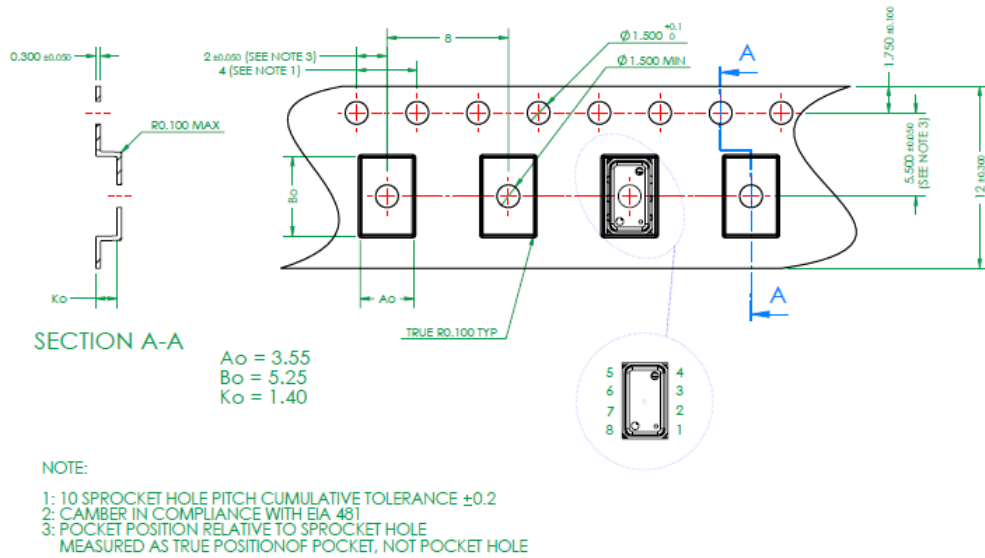 0.300 ±0.050
8
2 ±0.050 (SEE NOTE 3)
4 (SEE NOTE 1)
Ø 1.500 +0.1 0
Ø 1.500 MIN
A
1.750 ±0.100
R0.100 MAX
5.500 ±0.050
(SEE NOTE 3)
12 ±0.300
Bo
Ko
Ao
A
TRUE R0.100 TYP
SECTION A-A
Ao = 3.55
Bo = 5.25
Ko = 1.40
5 4
6 3
7 2
8 1
NOTE:
1: 10 SPROCKET HOLE PITCH CUMULATIVE TOLERANCE ±0.2
2: CAMBER IN COMPLIANCE WITH EIA 481
3: POCKET POSITION RELATIVE TO SPROCKET HOLE
MEASURED AS TRUE POSITIONOF POCKET, NOT POCKET HOLE